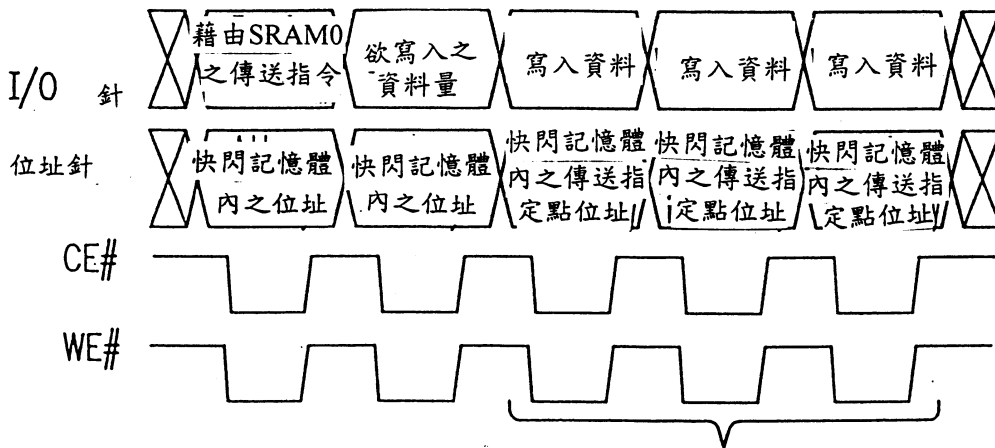 I/O 針
藉由SRAM0
之傳送指令
欲寫入之
資料量
寫入資料
寫入資料
寫入資料
位址針
快閃記憶體
內之位址
快閃記憶體
內之位址
快閃記憶體
內之傳送指
定點位址
快閃記憶體
內之傳送指
定點位址
快閃記憶體
內之傳送指
定點位址
CE#
WE#